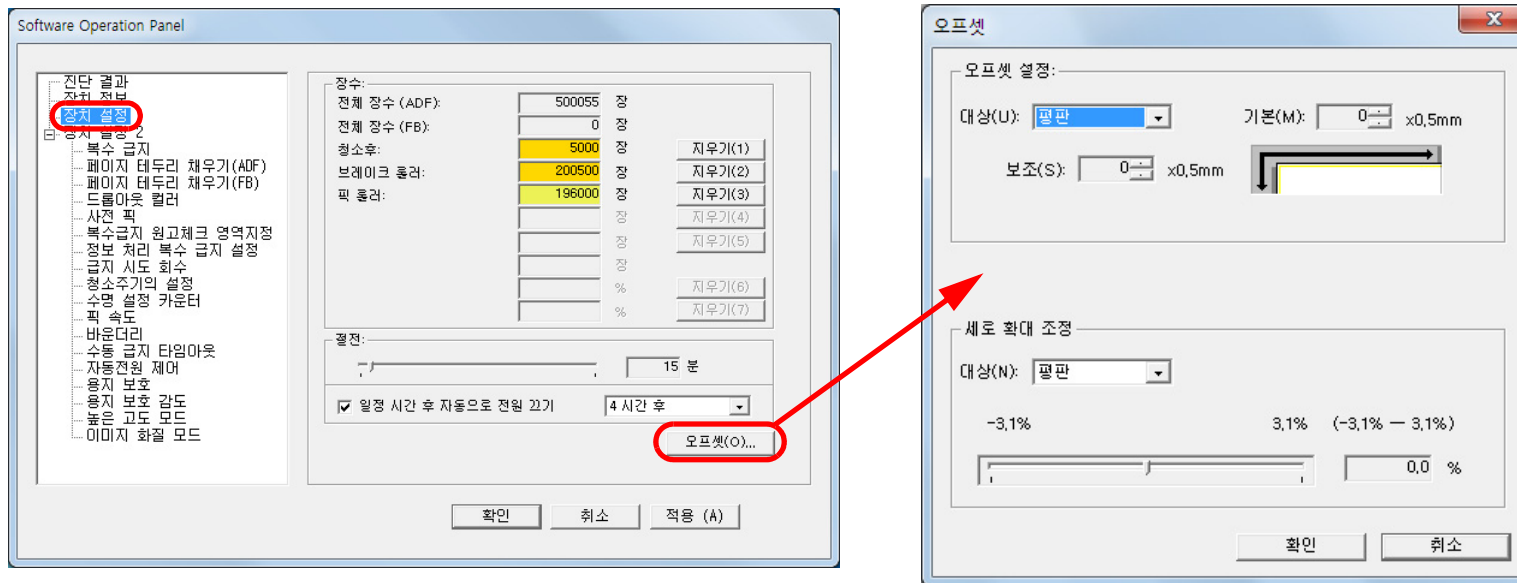 Software Operation Panel
진단 결과
장치 정보
장치 설정
장치 설정 2
복수 급지
페이지 테두리 채우기(ADF)
페이지 테두리 채우기(FB)
드롭아웃 컬러
사전 픽
복수급지 원고체크 영역지정
정보 처리 복수 급지 설정
급지 시도 회수
청소주기의 설정
수명 설정 카운터
픽 속도
바운더리
수동 급지 타임아웃
자동전원 제어
용지 보호
용지 보호 감도
높은 고도 모드
이미지 화질 모드
장수:
전체 장수 (ADF): 500055 장
전체 장수 (FB): 0 장
청소후: 5000 장 지우기(1)
브레이크 롤러: 200500 장 지우기(2)
픽 롤러: 196000 장 지우기(3)
장 지우기(4)
장 지우기(5)
장
% 지우기(6)
% 지우기(7)
절전:
15 분
일정 시간 후 자동으로 전원 끄기 4 시간 후
오프셋(O)...
확인 취소 적용 (A)
오프셋
오프셋 설정:
대상(U): 평판 기본(M): 0 x0,5mm
보조(S): 0 x0,5mm
세로 확대 조정
대상(N): 평판
-3,1% 3,1% (-3,1% — 3,1%)
0,0 %
확인 취소